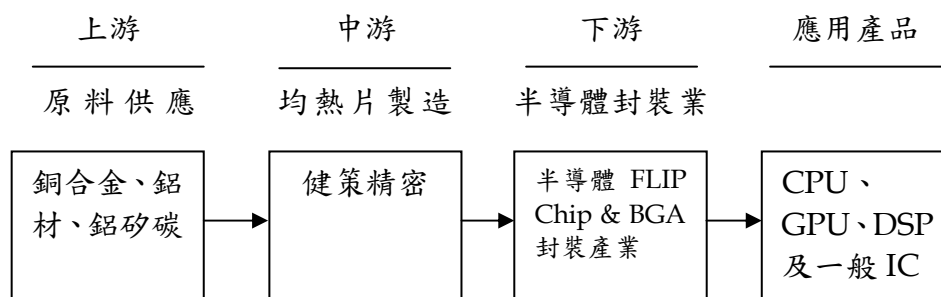 上游
中游
下游
應用產品
原料供應
均熱片製造
半導體封裝業
銅合金、鋁
材、鋁矽碳
健策精密
半導體 FLIP
Chip & BGA
封裝產業
CPU、
GPU、DSP
及一般 IC